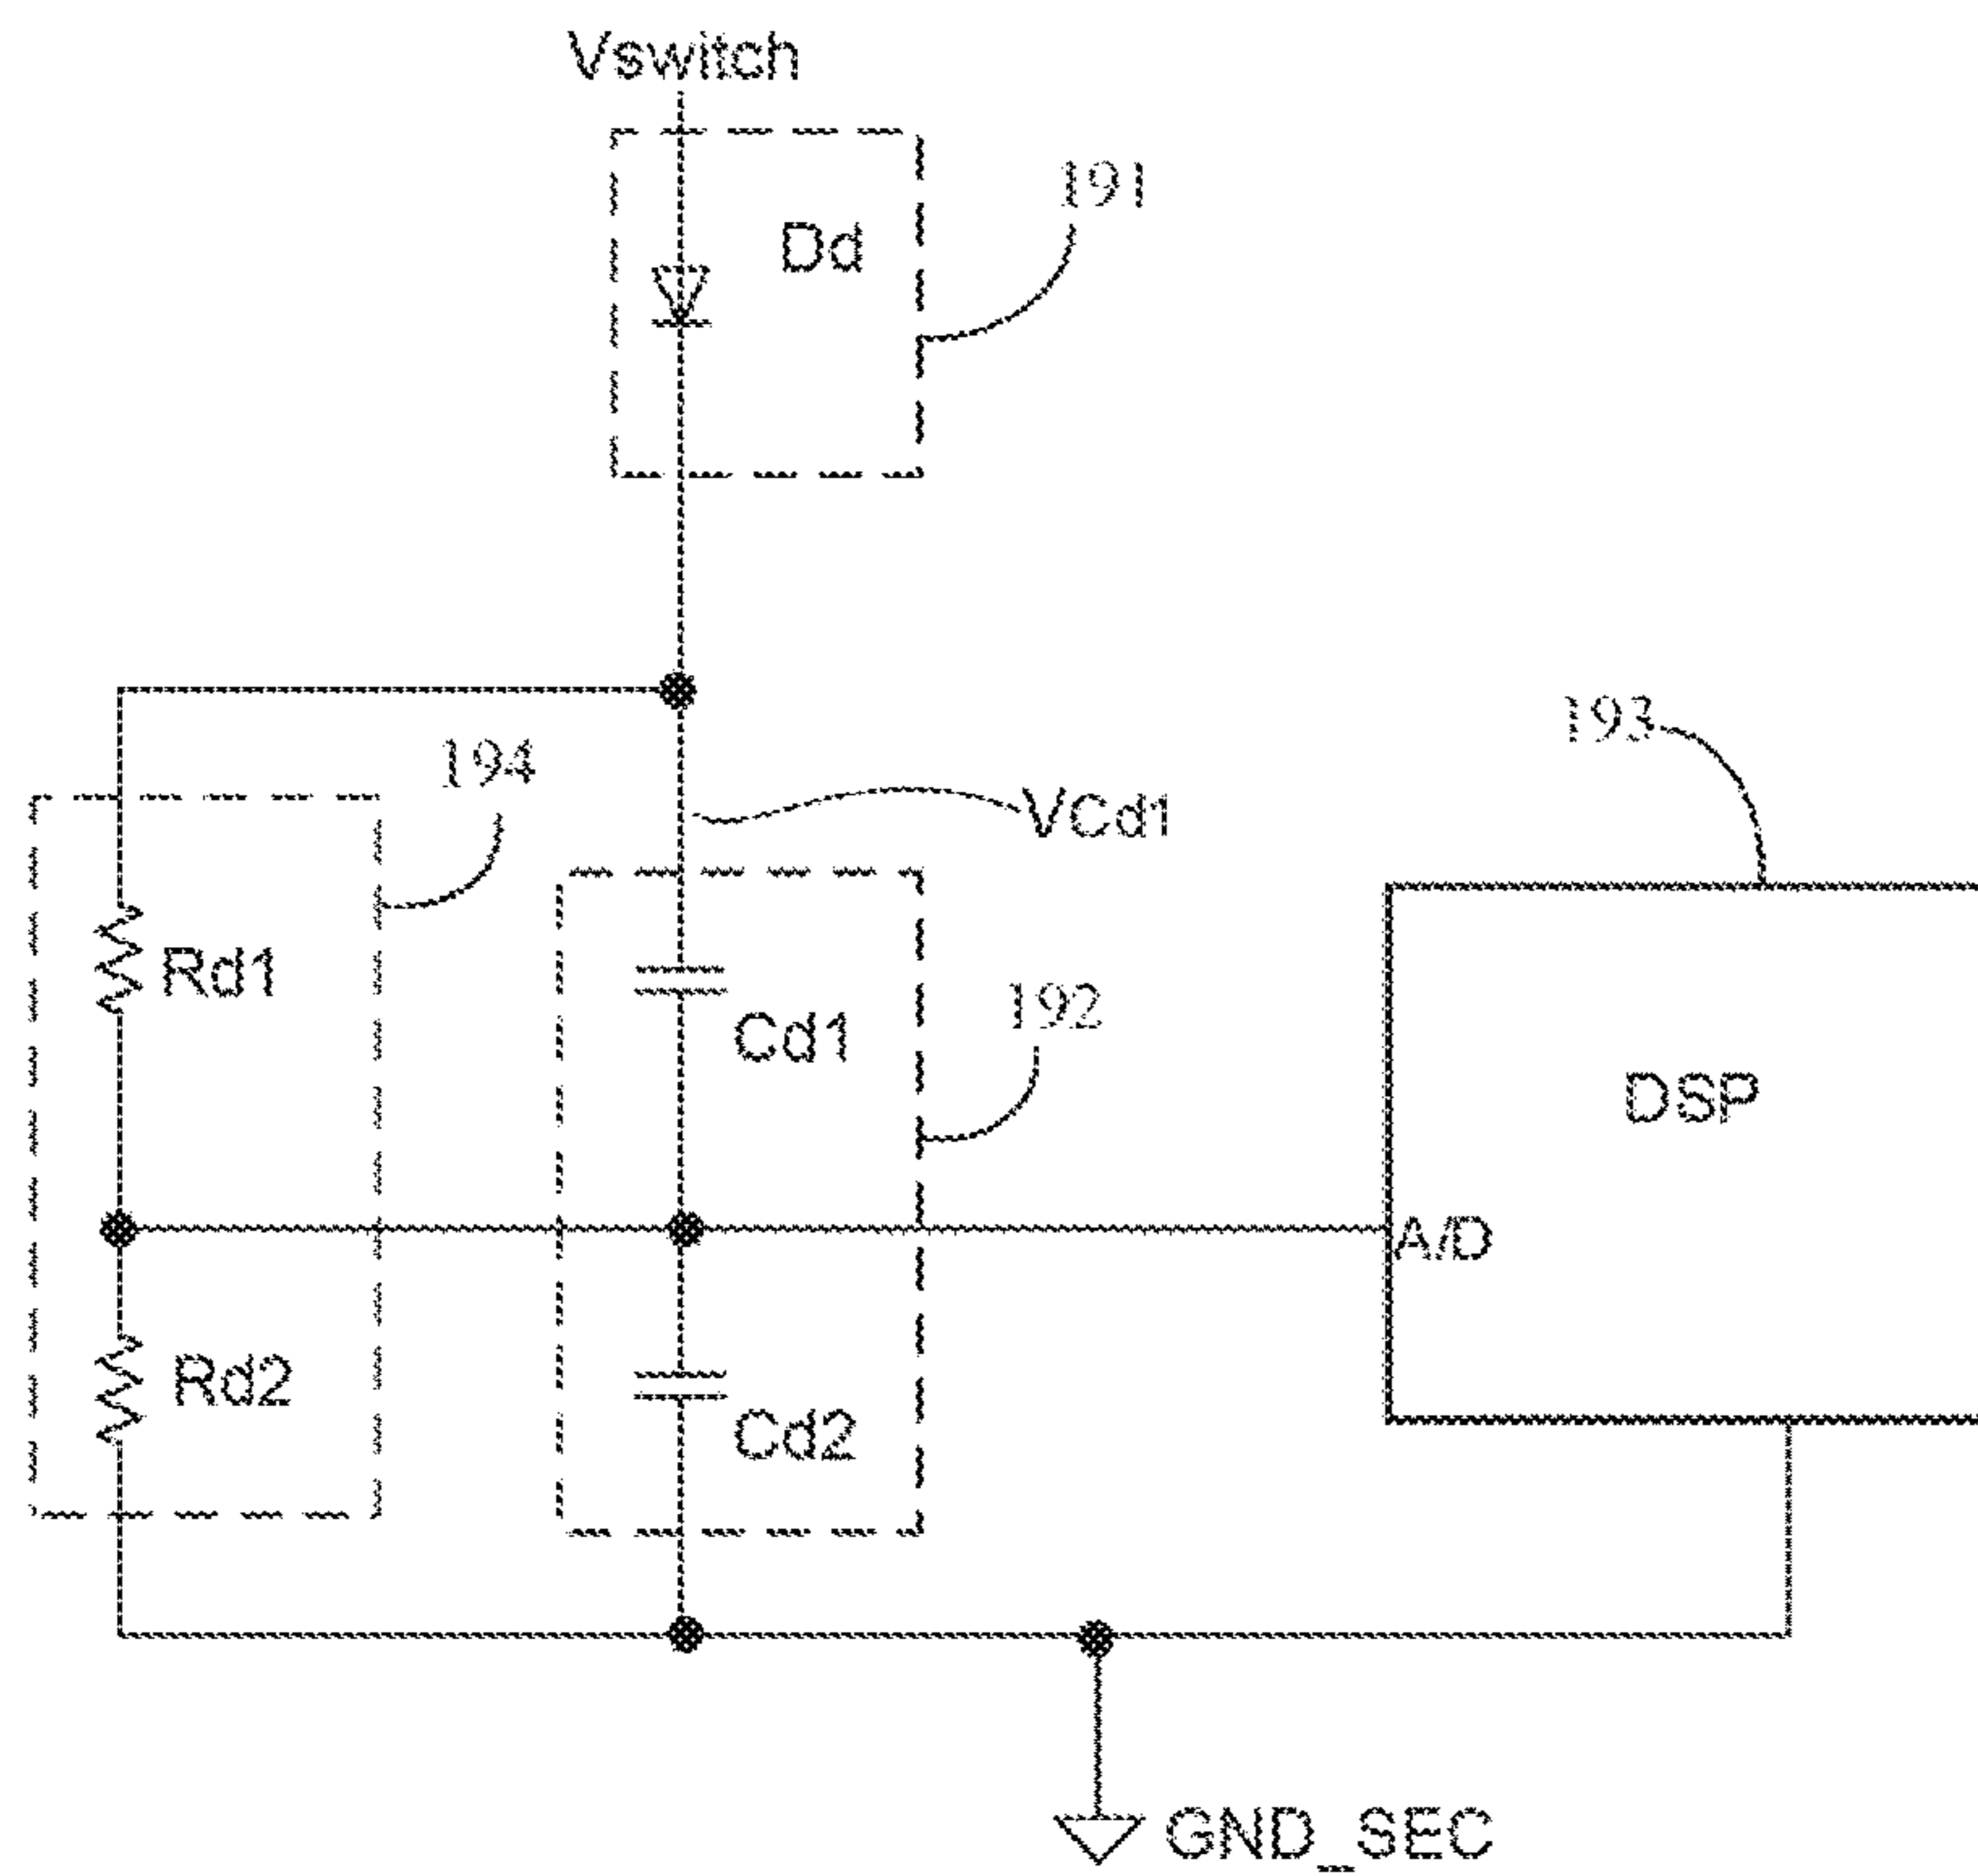 Vswitch
191
Dd
193
194
VCd1
Rd1
192
Cd1
DSP
A/D
Rd2
Cd2
GND_SEC